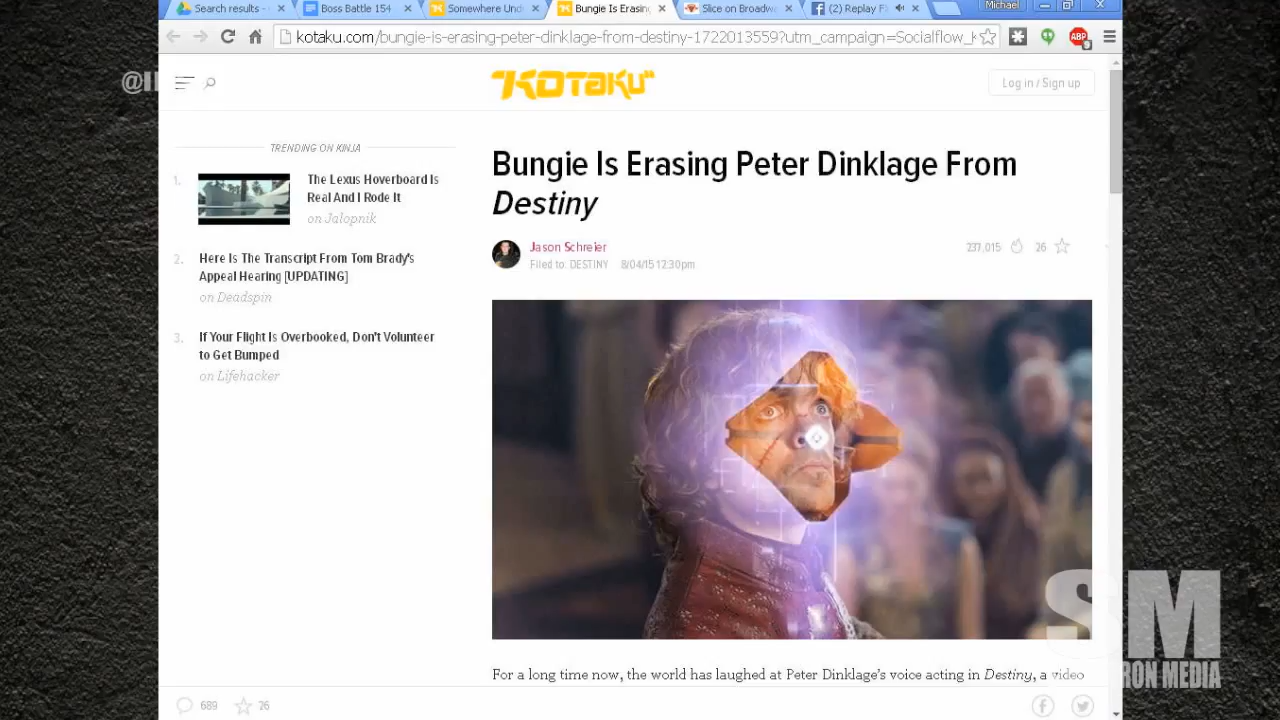 Search results -
Boss Battle 154
Somewhere Und
Bungie Is Erasing
Slice on Broadwa
(2) Replay F
Michael
kotaku.com/bungie-is-erasing-peter-dinklage-from-destiny-1722013559?utm_campaign=Socialflow_K
ABP
@I
KOTAKU
Log in / Sign up
TRENDING ON KINJA
1.
The Lexus Hoverboard Is
Real And I Rode It
on Jalopnik
2.
Here Is The Transcript From Tom Brady's
Appeal Hearing [UPDATING]
on Deadspin
3.
If Your Flight Is Overbooked, Don't Volunteer
to Get Bumped
on Lifehacker
Bungie Is Erasing Peter Dinklage From
Destiny
Jason Schreier
Filed to: DESTINY 8/04/15 12:30pm
237,015 26
For a long time now, the world has laughed at Peter Dinklage's voice acting in Destiny, a video
689 26
SM
RON MEDIA